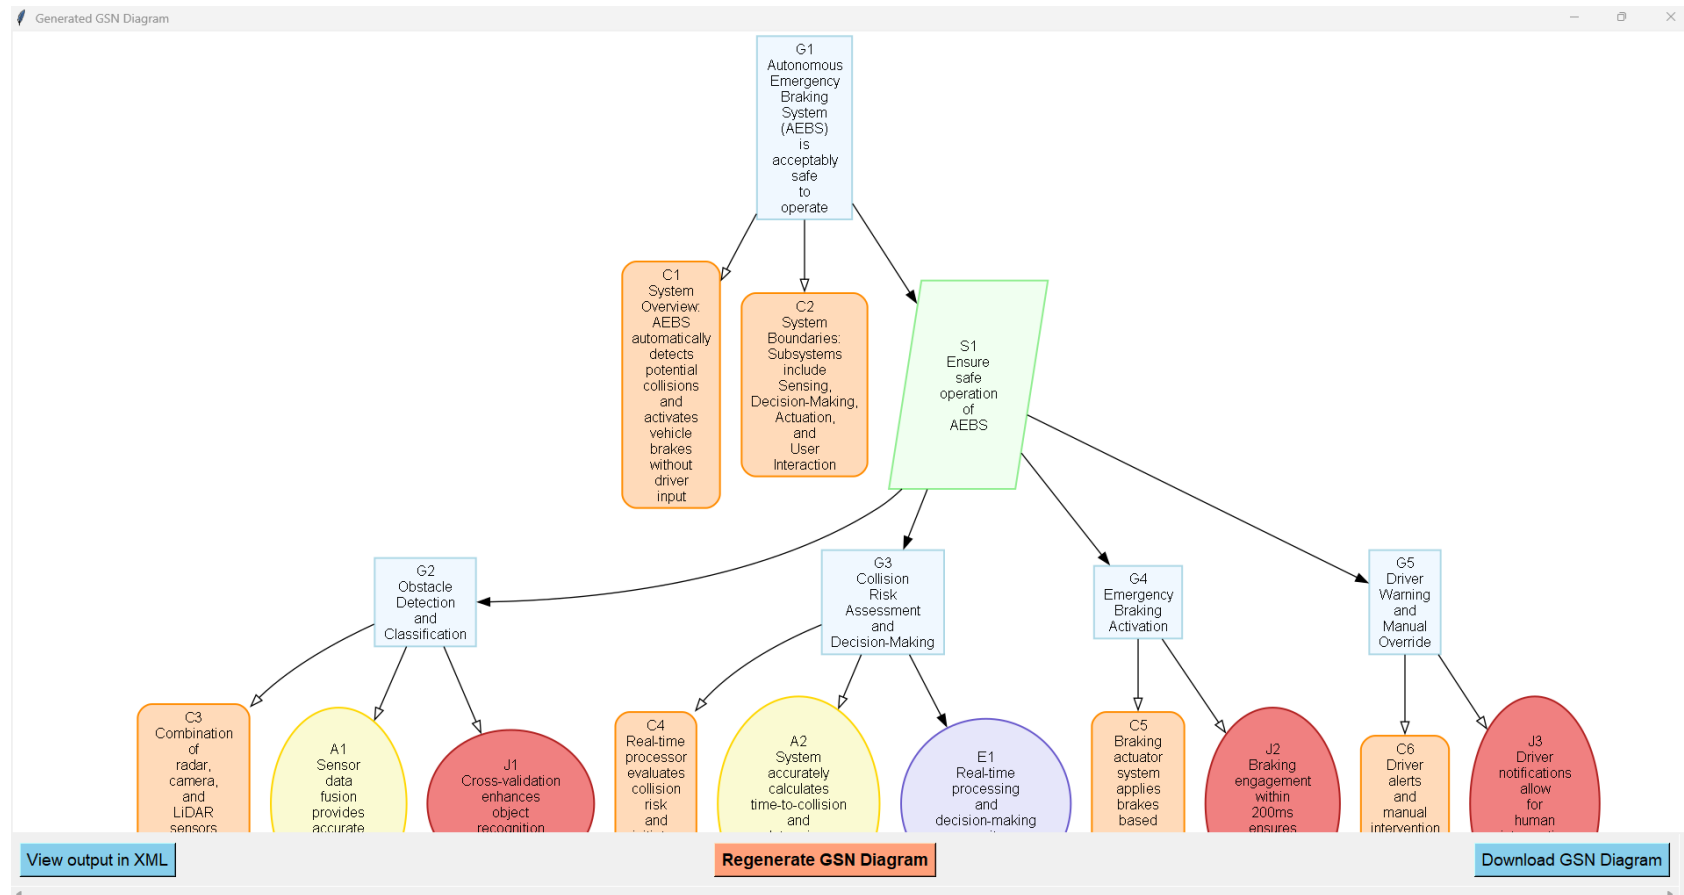 Generated GSN Diagram
G1
Autonomous
Emergency
Braking
System
(AEBS)
is
acceptably
safe
to
operate
C1
System
Overview:
AEBS
automatically
detects
potential
collisions
and
activates
vehicle
brakes
without
driver
input
C2
System
Boundaries:
Subsystems
include
Sensing,
Decision-Making,
Actuation,
and
User
Interaction
S1
Ensure
safe
operation
of
AEBS
G2
Obstacle
Detection
and
Classification
G3
Collision
Risk
Assessment
and
Decision-Making
G4
Emergency
Braking
Activation
G5
Driver
Warning
and
Manual
Override
C3
Combination
of
radar,
camera,
and
LiDAR
sensors
A1
Sensor
data
fusion
provides
accurate
J1
Cross-validation
enhances
object
recognition
C4
Real-time
processor
evaluates
collision
risk
and
A2
System
accurately
calculates
time-to-collision
and
E1
Real-time
processing
and
decision-making
C5
Braking
actuator
system
applies
brakes
based
J2
Braking
engagement
within
200ms
ensures
C6
Driver
alerts
and
manual
intervention
J3
Driver
notifications
allow
for
human
View output in XML
Regenerate GSN Diagram
Download GSN Diagram